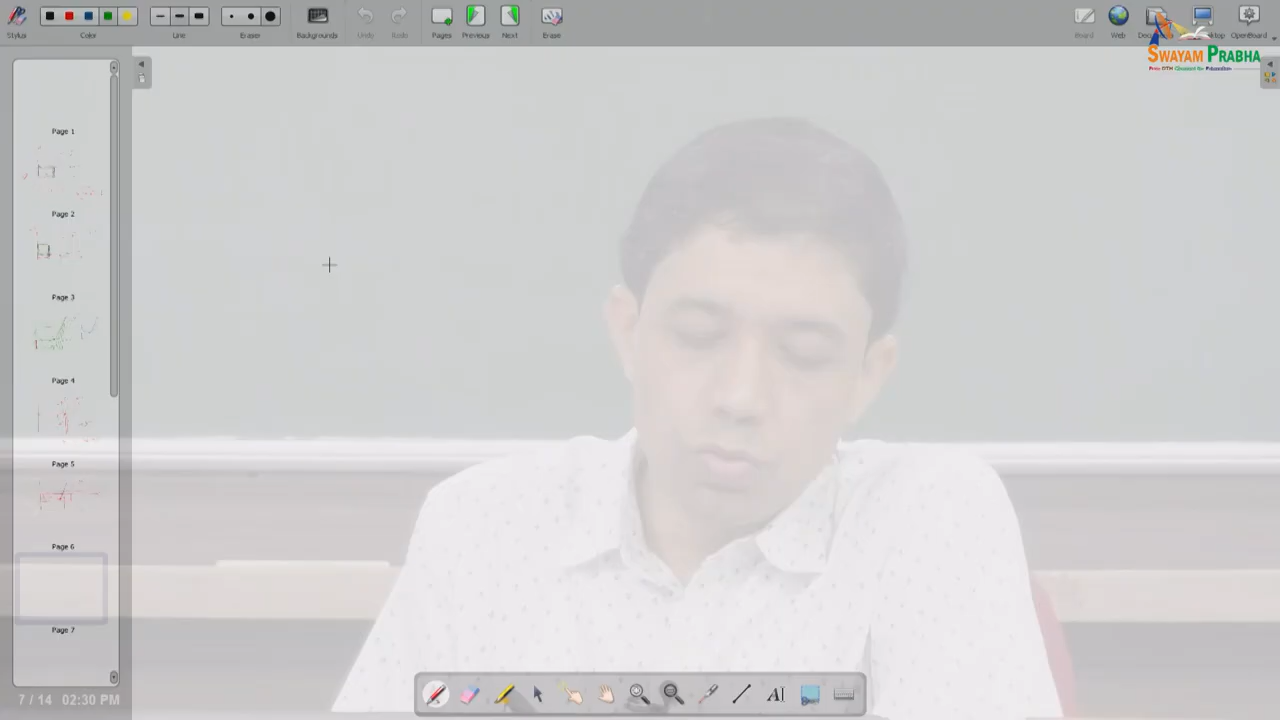 Stylus
Color
Line
Eraser
Backgrounds
Undo
Redo
Pages
Previous
Next
Erase
Board
Web
OpenBoard
SWAYAM PRABHA
Page 1
Page 2
Page 3
Page 4
Page 5
Page 6
Page 7
7 / 14 02:30 PM
AI